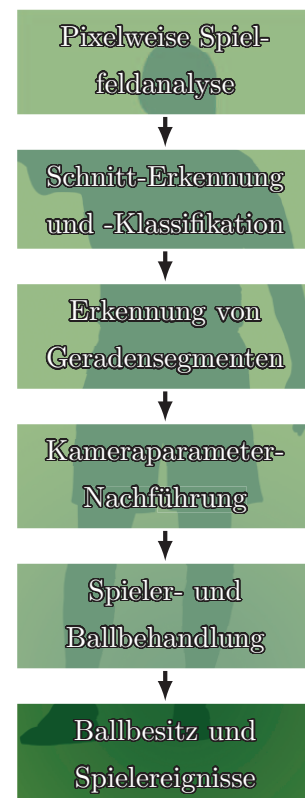 Pixelweise Spiel-
feldanalyse
Schnitt-Erkennung
und -Klassifikation
Erkennung von
Geradensegmenten
Kameraparameter-
Nachführung
Spieler- und
Ballbehandlung
Ballbesitz und
Spielereignisse